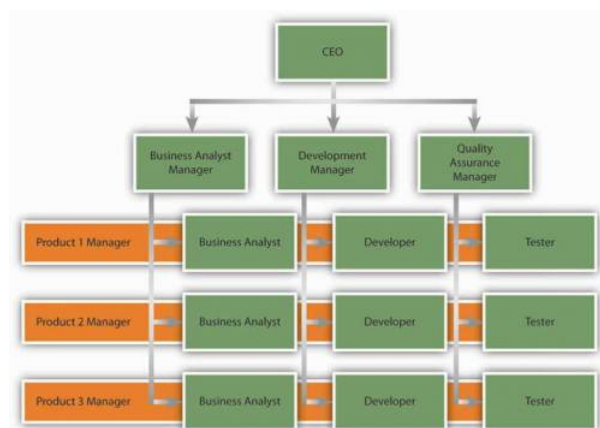 CEO
Business Analyst
Manager
Development
Manager
Quality
Assurance
Manager
Product 1 Manager
Business Analyst
Developer
Tester
Product 2 Manager
Business Analyst
Developer
Tester
Product 3 Manager
Business Analyst
Developer
Tester